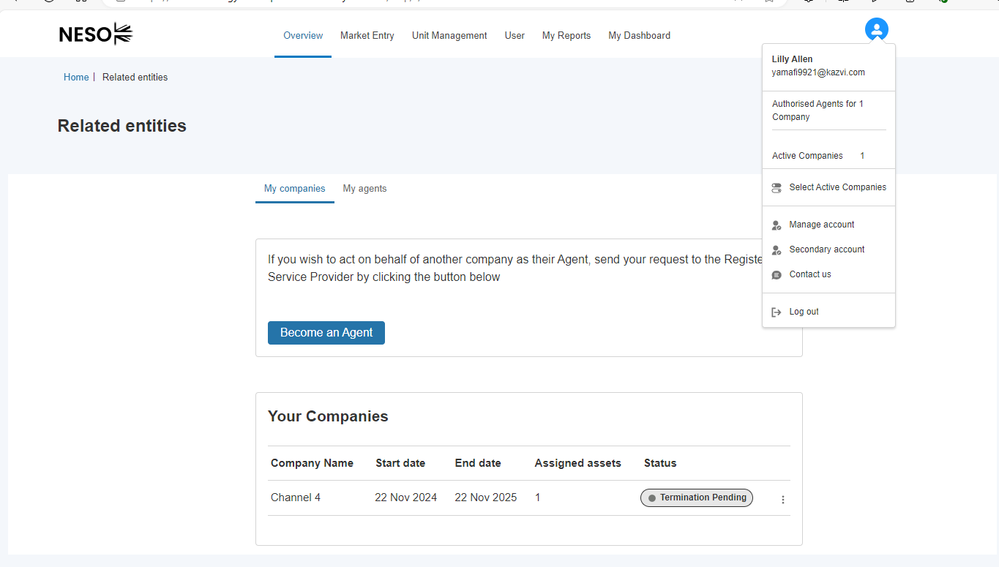 NESO
Overview Market Entry Unit Management User My Reports My Dashboard
Lilly Allen
yamafi9921@kazvi.com
Authorised Agents for 1
Company
Active Companies 1
Select Active Companies
Manage account
Secondary account
Contact us
Log out
Home | Related entities
Related entities
My companies My agents
If you wish to act on behalf of another company as their Agent, send your request to the Registe
Service Provider by clicking the button below
Become an Agent
Your Companies
Company Name Start date End date Assigned assets Status
Channel 4 22 Nov 2024 22 Nov 2025 1 Termination Pending